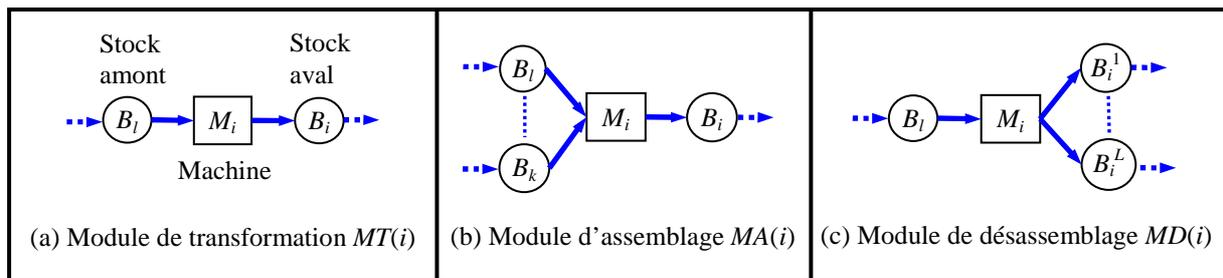 Stock
amont
Stock
aval
B_l
M_i
B_i
Machine
(a) Module de transformation MT(i)
B_l
B_k
M_i
B_i
(b) Module d'assemblage MA(i)
B_l
M_i
B_i^1
B_i^L
(c) Module de désassemblage MD(i)